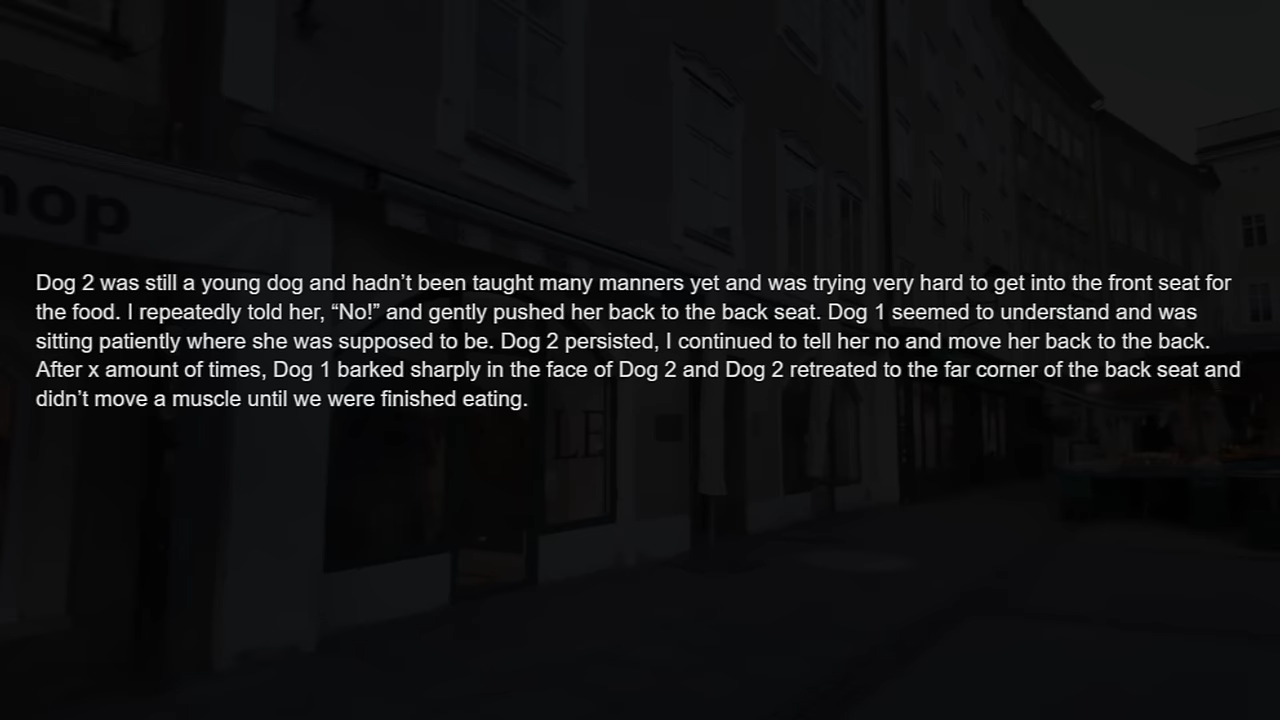 hop
LE
Dog 2 was still a young dog and hadn’t been taught many manners yet and was trying very hard to get into the front seat for
the food. I repeatedly told her, “No!” and gently pushed her back to the back seat. Dog 1 seemed to understand and was
sitting patiently where she was supposed to be. Dog 2 persisted, I continued to tell her no and move her back to the back.
After x amount of times, Dog 1 barked sharply in the face of Dog 2 and Dog 2 retreated to the far corner of the back seat and
didn’t move a muscle until we were finished eating.